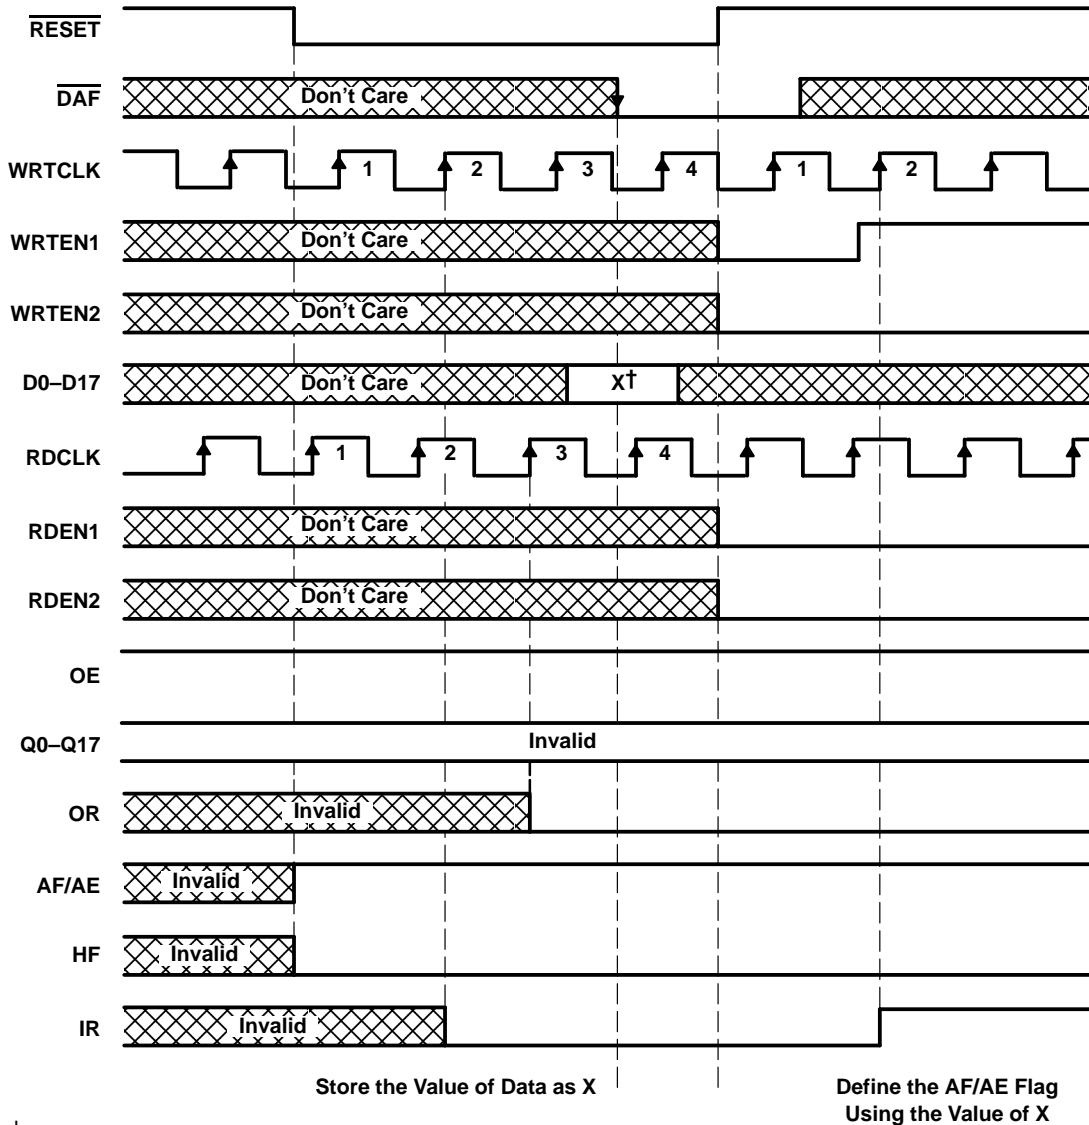 RESET
DAF Don't Care
WRTCLK 1 2 3 4 1 2
WRTEN1 Don't Care
WRTEN2 Don't Care
D0–D17 Don't Care X†
RDCLK 1 2 3 4
RDEN1 Don't Care
RDEN2 Don't Care
OE
Q0–Q17 Invalid
OR Invalid
AF/AE Invalid
HF Invalid
IR Invalid
Store the Value of Data as X
Define the AF/AE Flag
Using the Value of X